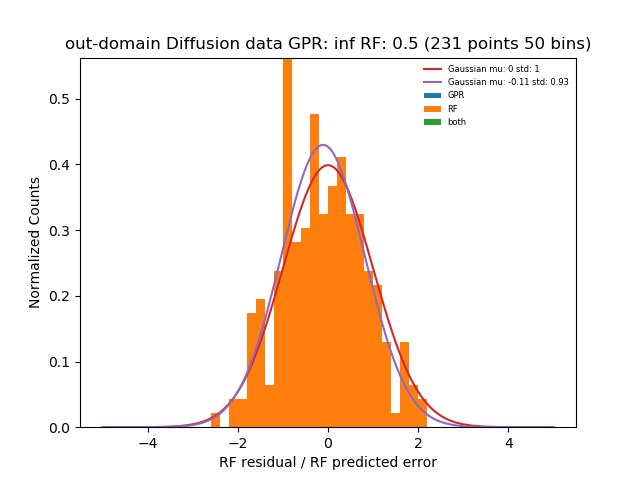 out-domain Diffusion data GPR: inf RF: 0.5 (231 points 50 bins)
Gaussian mu: 0 std: 1
Gaussian mu: -0.11 std: 0.93
GPR
RF
both
Normalized Counts
0.5
0.4
0.3
0.2
0.1
0.0
−4
−2
0
2
4
RF residual / RF predicted error